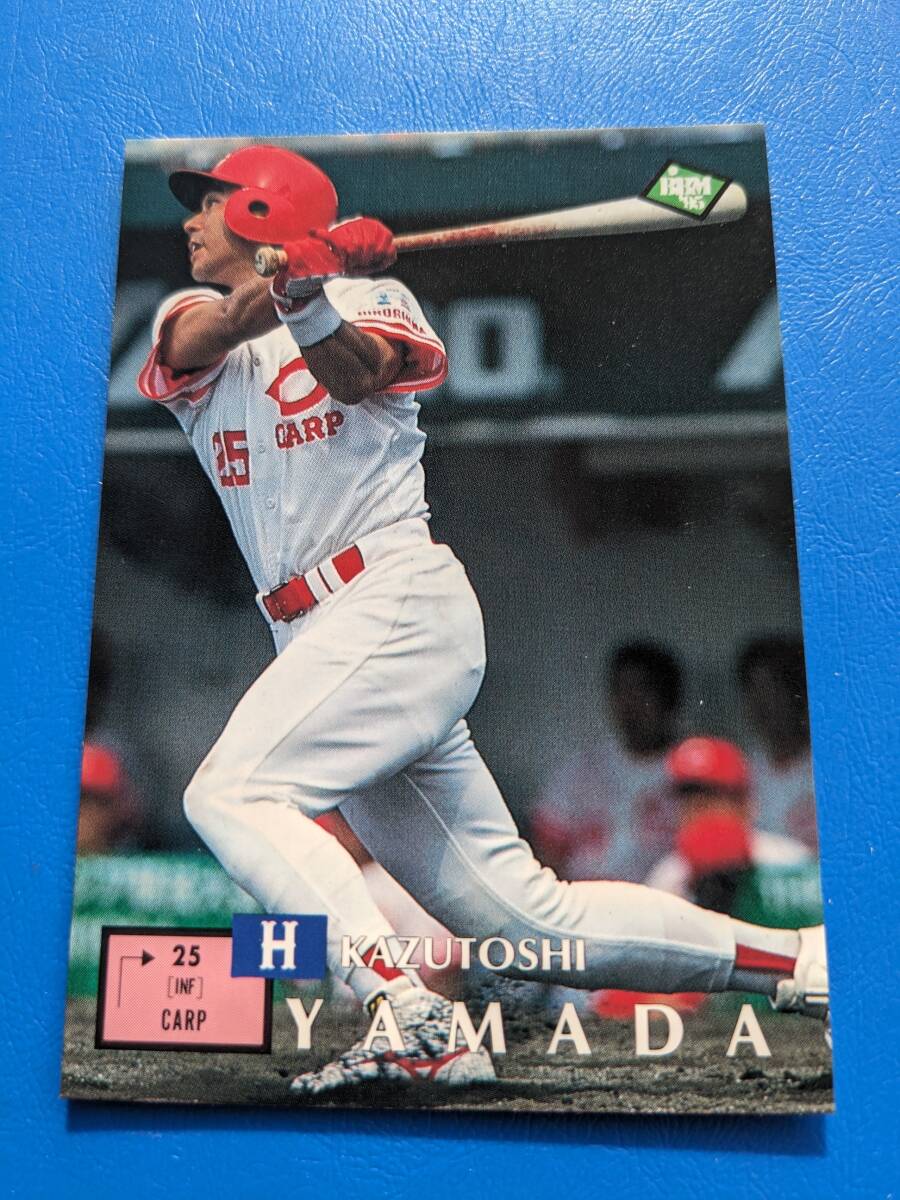 BBM
'95
HIROSHIMA
CARP
25
25
[INF]
CARP
H
KAZUTOSHI
YAMADA